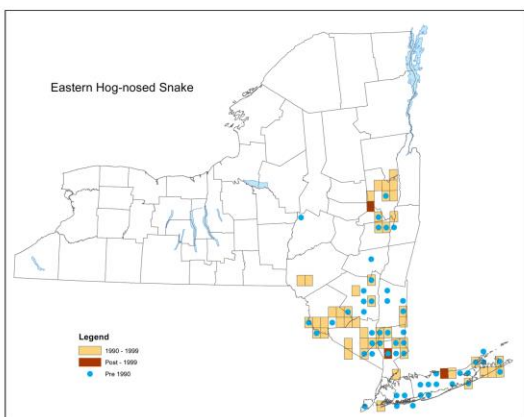 Eastern Hog-nosed Snake
Legend
1990 - 1999
Post - 1999
Pre 1990